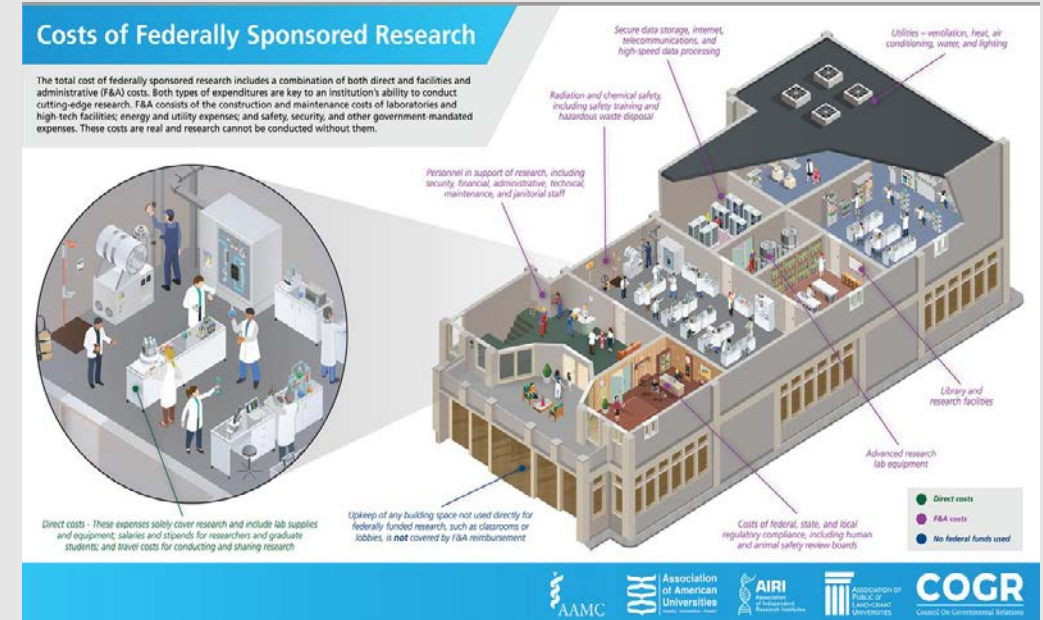 Costs of Federally Sponsored Research
The total cost of federally sponsored research includes a combination of both direct and facilities and
administrative (F&A) costs. Both types of expenditures are key to an institution's ability to conduct
cutting-edge research. F&A consists of the construction and maintenance costs of laboratories and
high-tech facilities; energy and utility expenses; and safety, security, and other government-mandated
expenses. These costs are real and research cannot be conducted without them.
Secure data storage, internet,
telecommunications, and
high-speed data processing
Utilities – ventilation, heat, air
conditioning, water, and lighting
Radiation and chemical safety,
including safety training and
hazardous waste disposal
Personnel in support of research, including
security, financial, administrative, technical,
maintenance, and janitorial staff
Library and
research facilities
Advanced research
lab equipment
Direct costs - These expenses solely cover research and include lab supplies
and equipment; salaries and stipends for researchers and graduate
students; and travel costs for conducting and sharing research
Upkeep of any building space not used directly for
federally funded research, such as classrooms or
lobbies, is not covered by F&A reimbursement
Costs of federal, state, and local
regulatory compliance, including human
and animal safety review boards
Direct costs
F&A costs
No federal funds used
AAMC
Association
of American
Universities
AIRI
Association
of Independent
Research Institutes
Association of
Public &
Land-Grant
Universities
COGR
Council On Governmental Relations